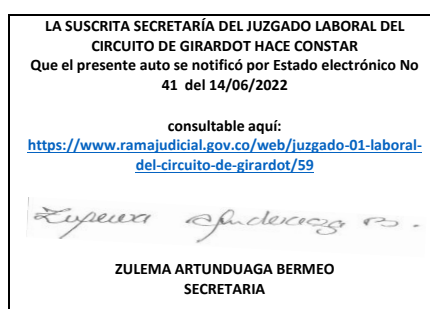 LA SUSCRITA SECRETARÍA DEL JUZGADO LABORAL DEL
CIRCUITO DE GIRARDOT HACE CONSTAR
Que el presente auto se notificó por Estado electrónico No
41 del 14/06/2022
consultable aquí:
https://www.ramajudicial.gov.co/web/juzgado-01-laboral-
del-circuito-de-girardot/59
Zulema Artunduaga B.
ZULEMA ARTUNDUAGA BERMEO
SECRETARIA